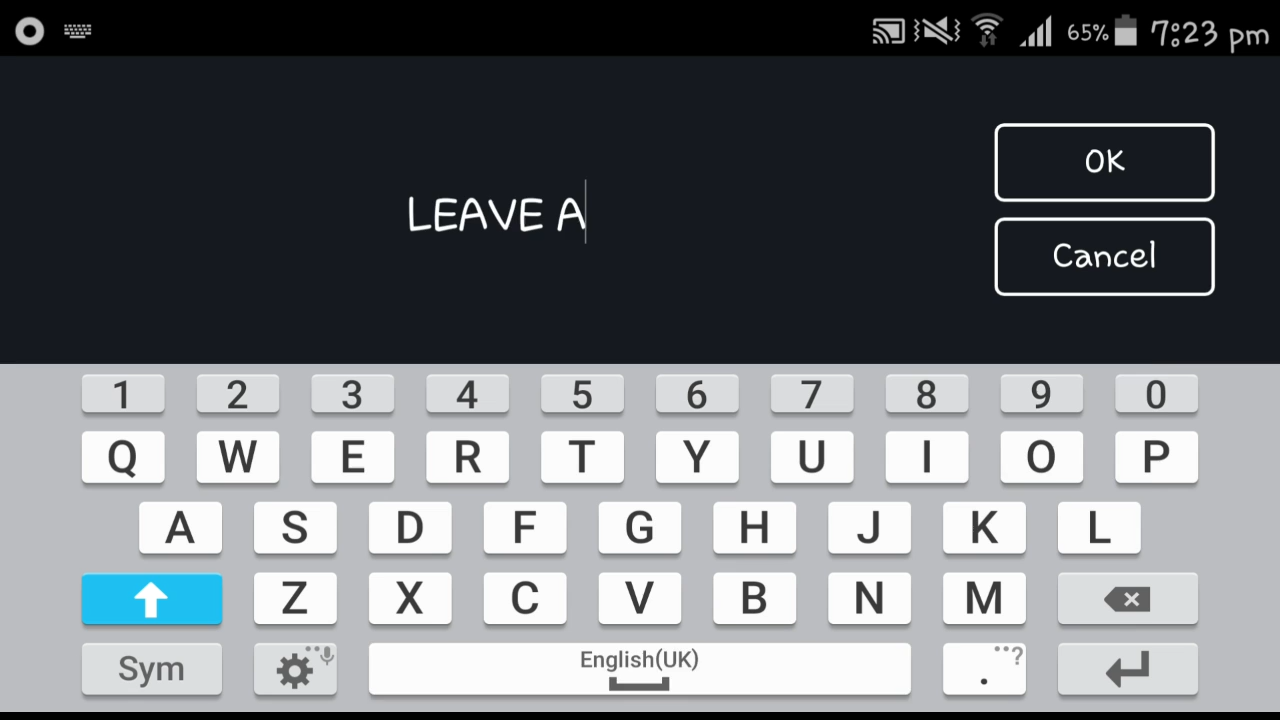 65% 7:23 pm
OK
LEAVE A
Cancel
1 2 3 4 5 6 7 8 9 0
Q W E R T Y U I O P
A S D F G H J K L
Z X C V B N M
Sym English(UK) . ?